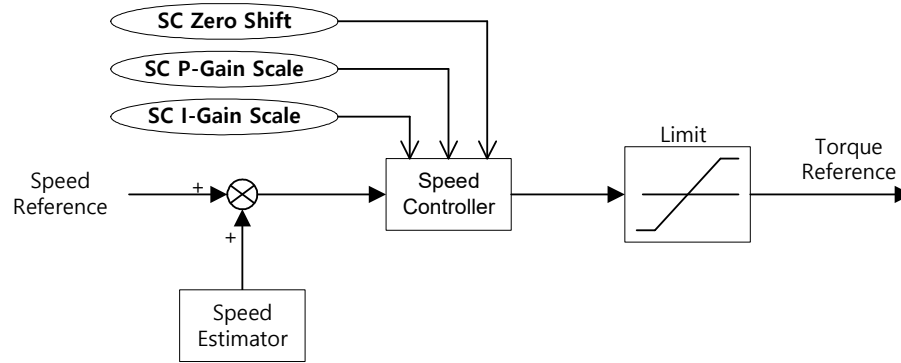 SC Zero Shift
SC P-Gain Scale
SC I-Gain Scale
Speed
Reference
+
+
Speed
Estimator
Speed
Controller
Limit
Torque
Reference